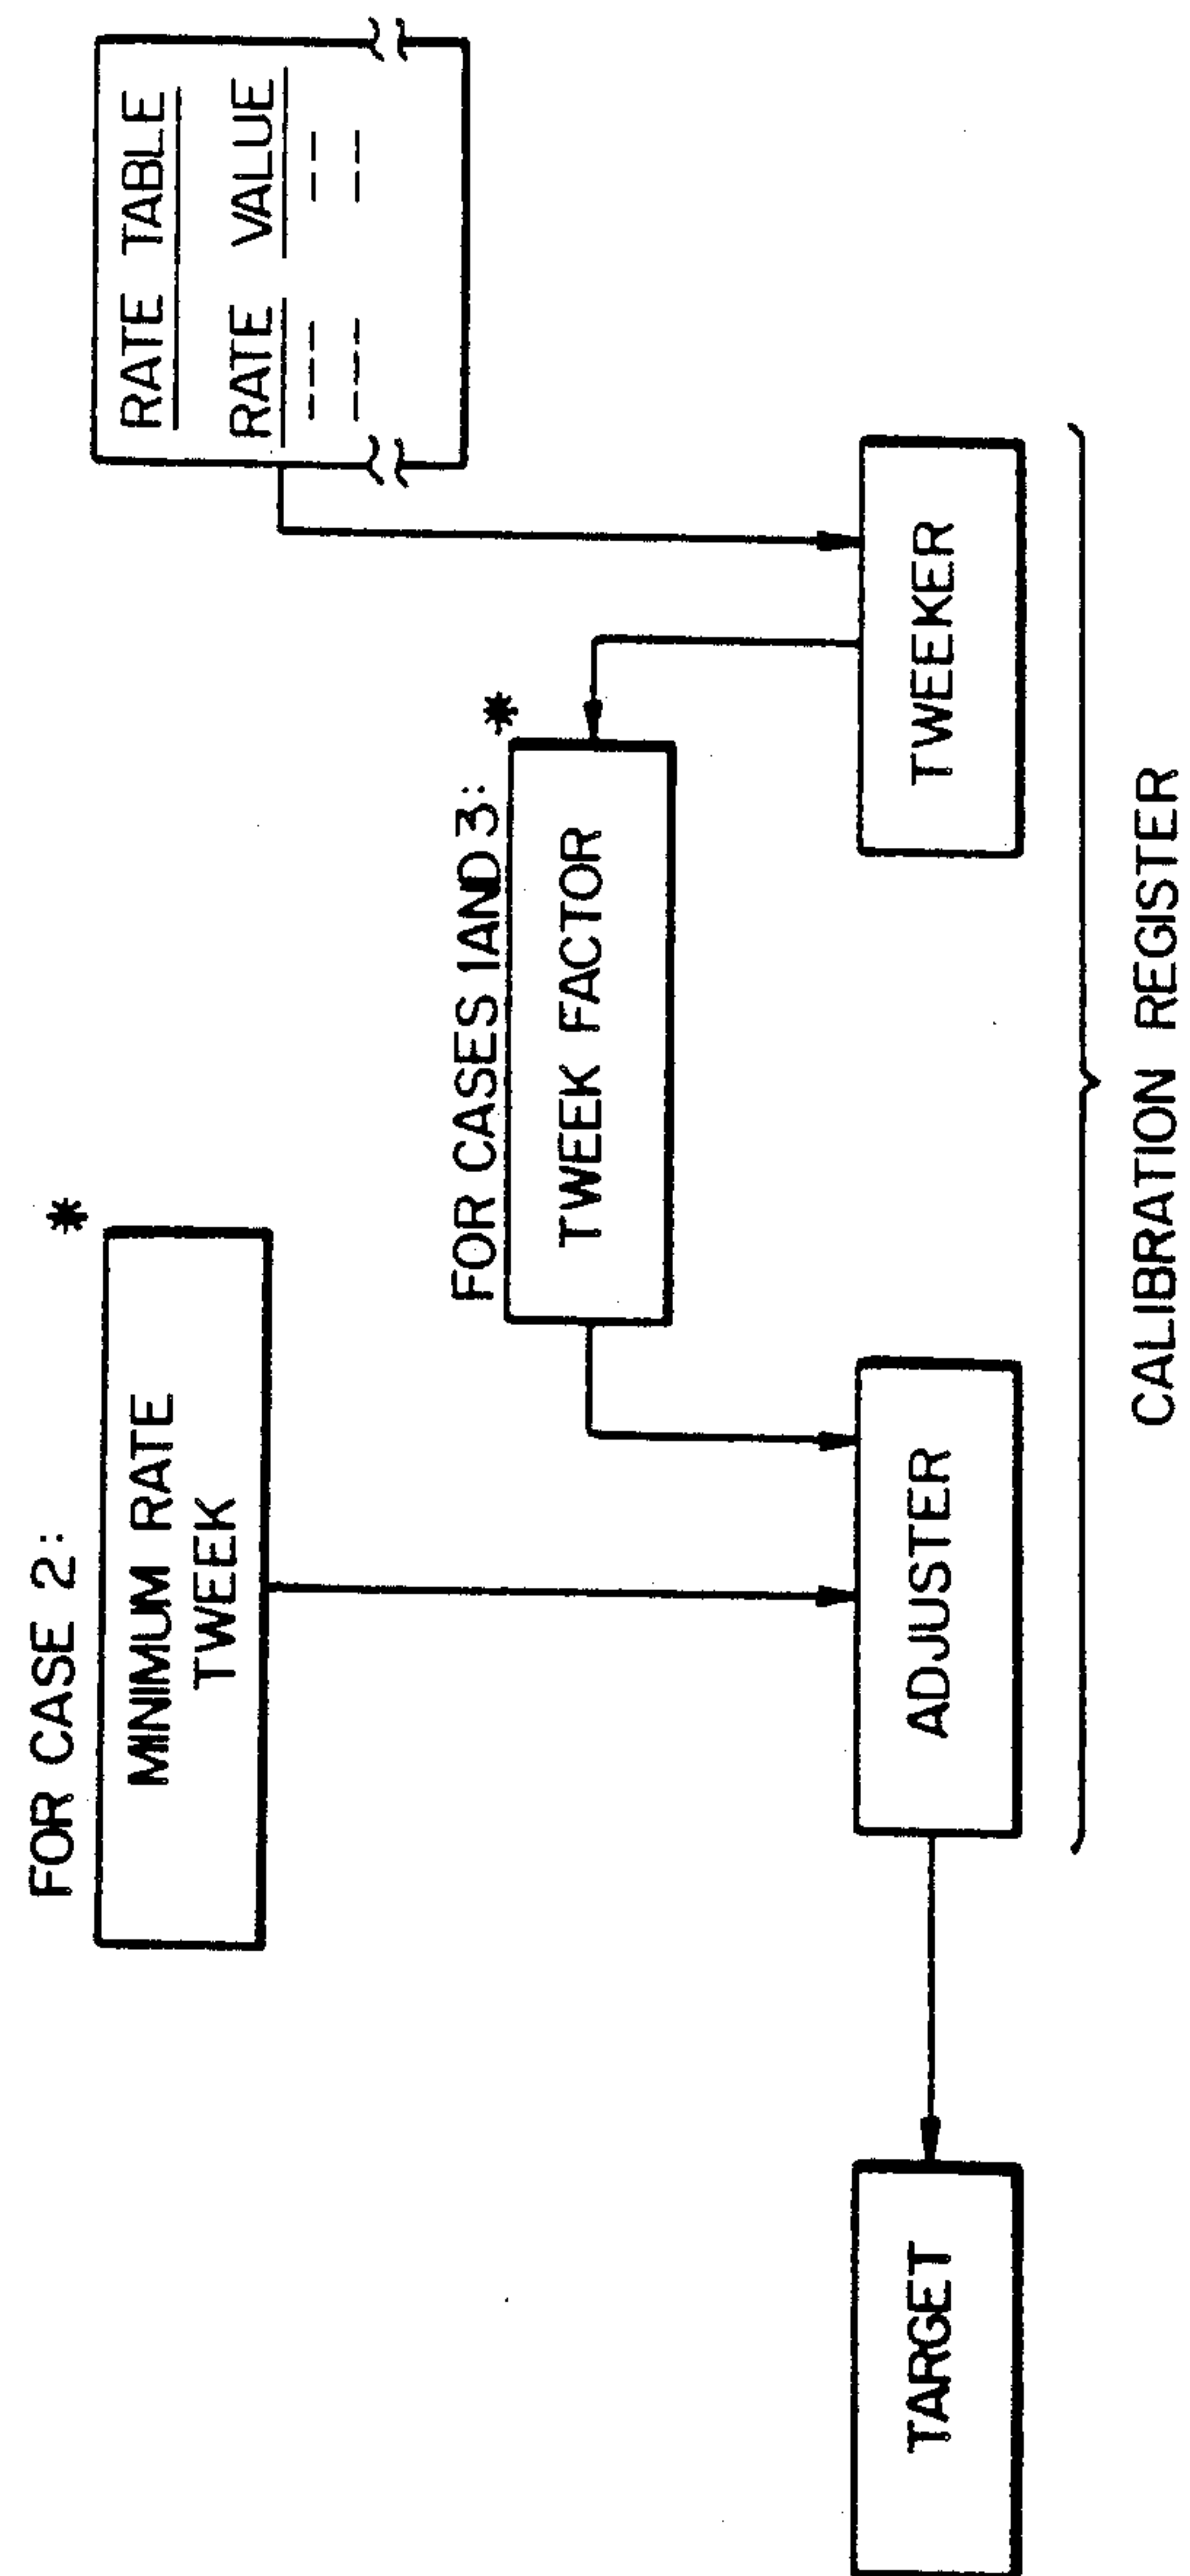 FOR CASE 2:
*
MINIMUM RATE
TWEEK
RATE TABLE
RATE VALUE
FOR CASES 1AND 3:
*
TWEEK FACTOR
TARGET
ADJUSTER
TWEEKER
CALIBRATION REGISTER